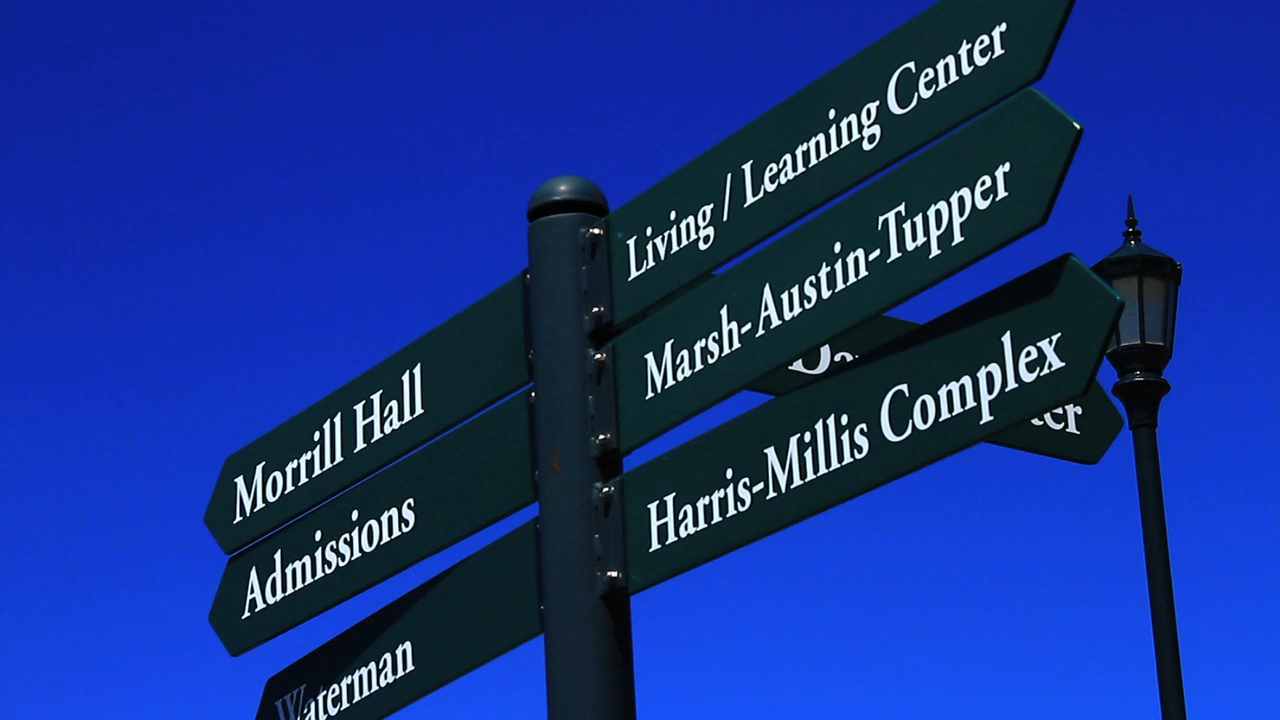 Living / Learning Center
Marsh-Austin-Tupper
Harris-Millis Complex
Morrill Hall
Admissions
Waterman